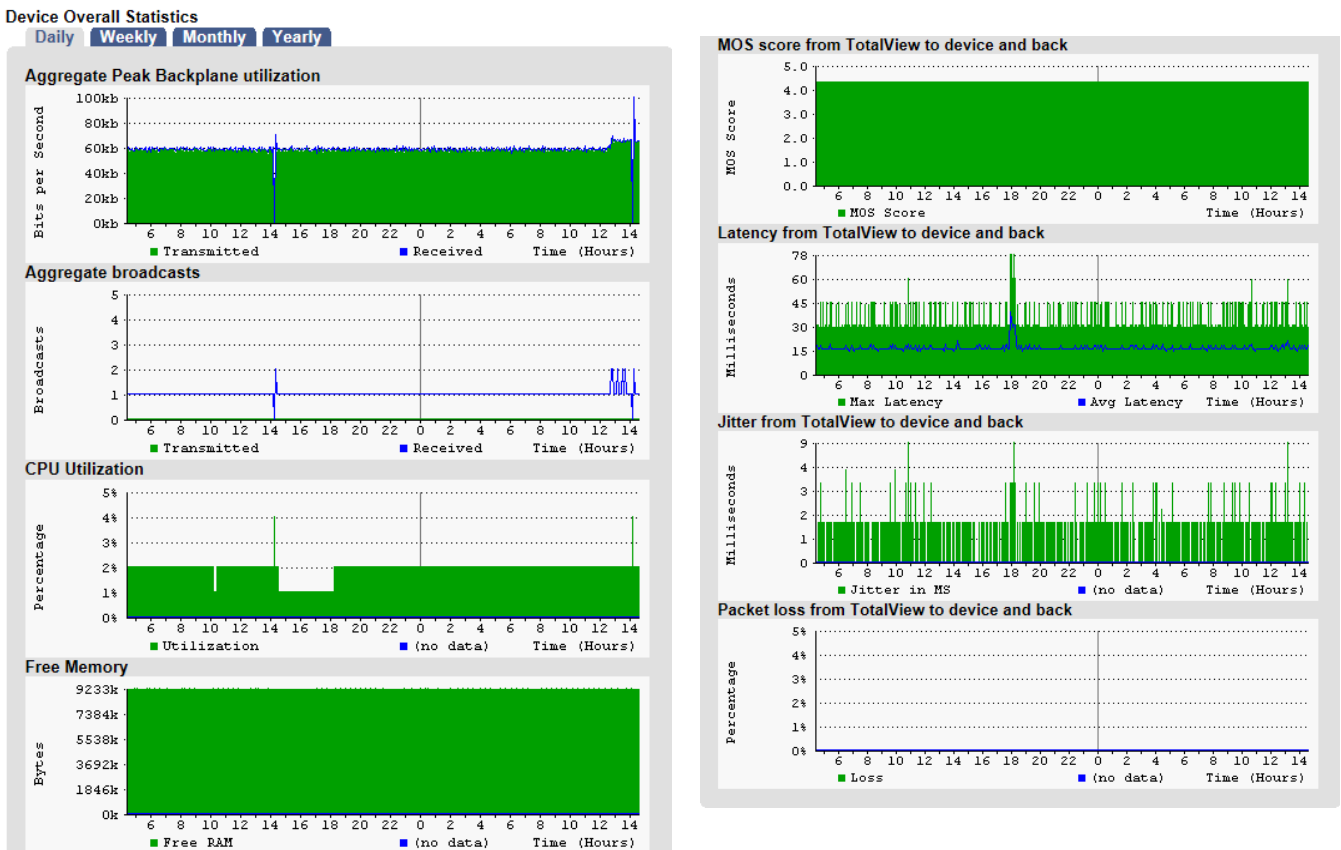 Device Overall Statistics
Daily Weekly Monthly Yearly
Aggregate Peak Backplane utilization
Bits per Second
100kb
80kb
60kb
40kb
20kb
0kb
6 8 10 12 14 16 18 20 22 0 2 4 6 8 10 12 14
Transmitted Received Time (Hours)
Aggregate broadcasts
Broadcasts
5
4
3
2
1
0
6 8 10 12 14 16 18 20 22 0 2 4 6 8 10 12 14
Transmitted Received Time (Hours)
CPU Utilization
Percentage
5%
4%
3%
2%
1%
0%
6 8 10 12 14 16 18 20 22 0 2 4 6 8 10 12 14
Utilization (no data) Time (Hours)
Free Memory
Bytes
9233k
7384k
5538k
3692k
1846k
0k
6 8 10 12 14 16 18 20 22 0 2 4 6 8 10 12 14
Free RAM (no data) Time (Hours)
MOS score from TotalView to device and back
MOS Score
5.0
4.0
3.0
2.0
1.0
0.0
6 8 10 12 14 16 18 20 22 0 2 4 6 8 10 12 14
MOS Score Time (Hours)
Latency from TotalView to device and back
Milliseconds
78
60
45
30
15
0
6 8 10 12 14 16 18 20 22 0 2 4 6 8 10 12 14
Max Latency Avg Latency Time (Hours)
Jitter from TotalView to device and back
Milliseconds
9
4
3
2
1
0
6 8 10 12 14 16 18 20 22 0 2 4 6 8 10 12 14
Jitter in MS (no data) Time (Hours)
Packet loss from TotalView to device and back
Percentage
5%
4%
3%
2%
1%
0%
6 8 10 12 14 16 18 20 22 0 2 4 6 8 10 12 14
Loss (no data) Time (Hours)